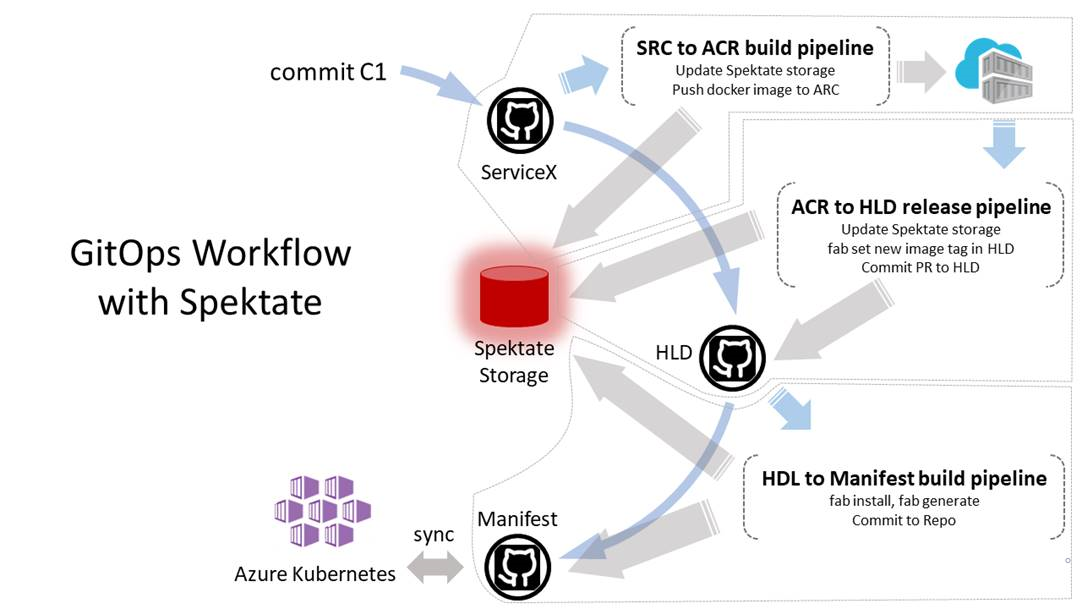 commit C1
SRC to ACR build pipeline
Update Spektate storage
Push docker image to ARC
ServiceX
ACR to HLD release pipeline
Update Spektate storage
fab set new image tag in HLD
Commit PR to HLD
GitOps Workflow
with Spektate
Spektate
Storage
HLD
HDL to Manifest build pipeline
fab install, fab generate
Commit to Repo
Manifest
sync
Azure Kubernetes